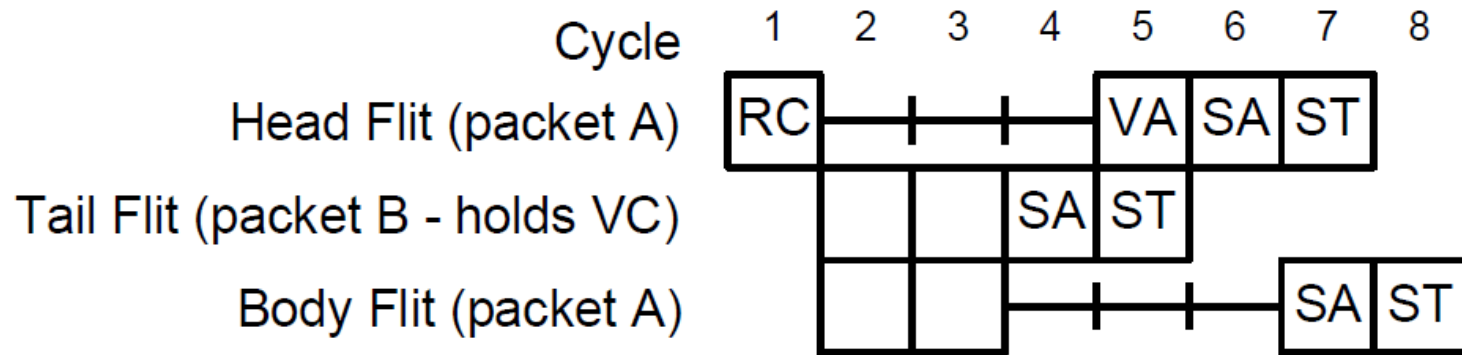 Cycle 1 2 3 4 5 6 7 8
Head Flit (packet A) RC VA SA ST
Tail Flit (packet B - holds VC) SA ST
Body Flit (packet A) SA ST